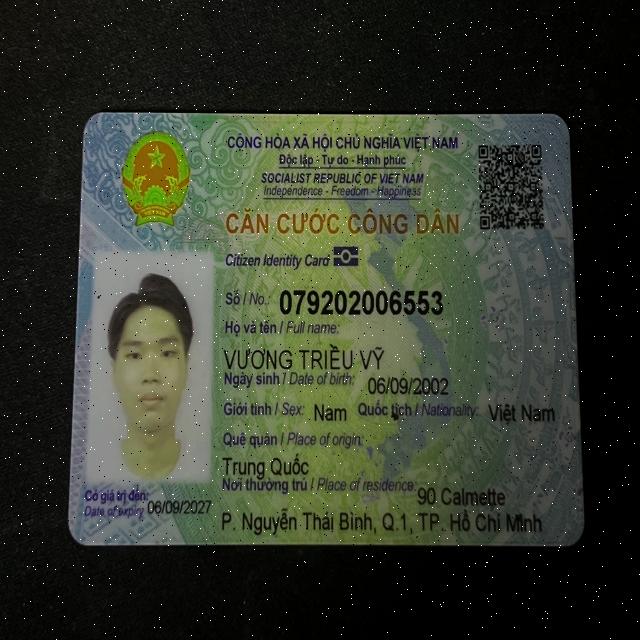 CỘNG HÒA XÃ HỘI CHỦ NGHĨA VIỆT NAM
Độc lập - Tự do - Hạnh phúc
SOCIALIST REPUBLIC OF VIET NAM
Independence - Freedom - Happiness
CĂN CƯỚC CÔNG DÂN
Citizen Identity Card
Số / No.: 079202006553
Họ và tên / Full name:
VƯƠNG TRIỀU VỸ
Ngày sinh / Date of birth: 06/09/2002
Giới tính / Sex: Nam Quốc tịch / Nationality: Việt Nam
Quê quán / Place of origin:
Trung Quốc
Nơi thường trú / Place of residence: 90 Calmette
P. Nguyễn Thái Bình, Q.1, TP. Hồ Chí Minh
Có giá trị đến:
Date of expiry 06/09/2027